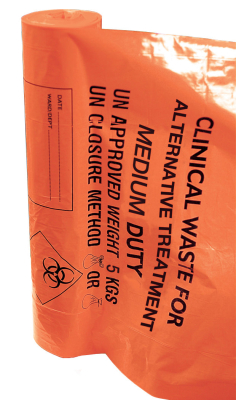 CLINICAL WASTE FOR
ALTERNATIVE TREATMENT
MEDIUM DUTY
UN APPROVED WEIGHT 5 KGS
UN CLOSURE METHOD OR
DATE
WARD/DEPT